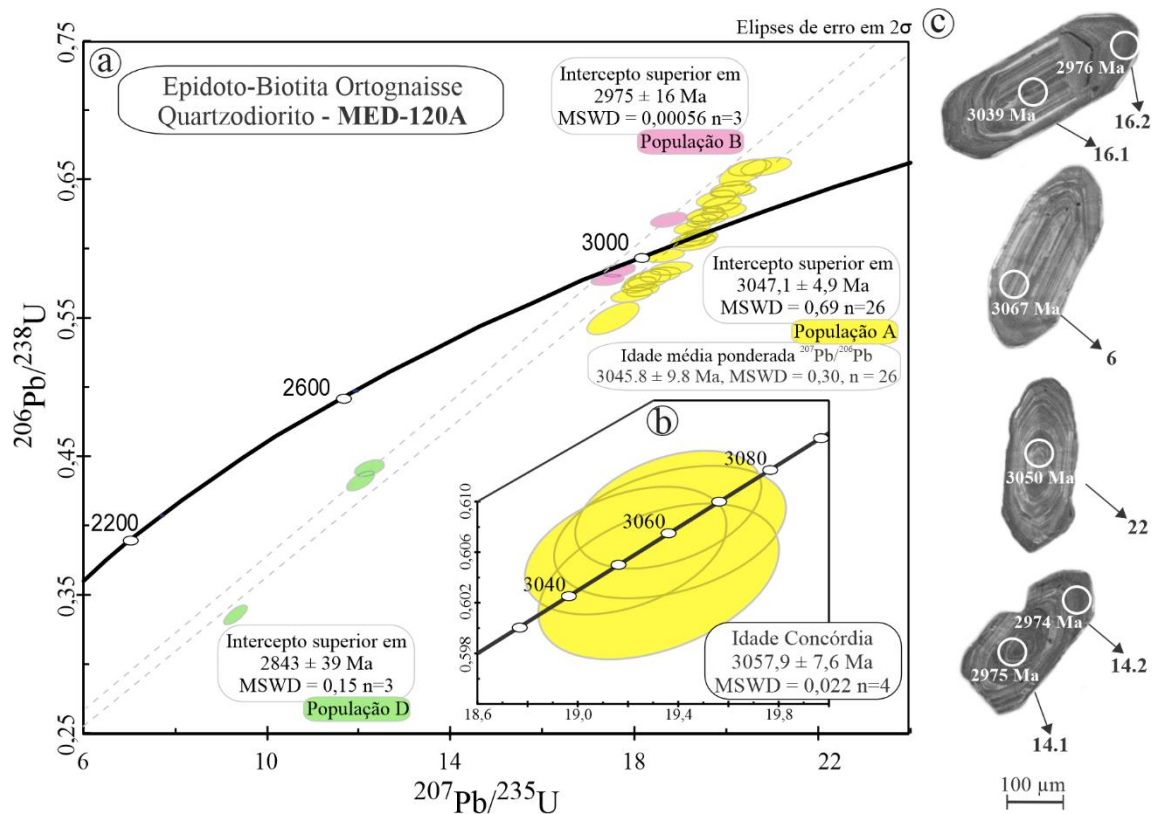 Elipses de erro em 2σ
a
Epidoto-Biotita Ortognaisse
Quartzodiorito - MED-120A
Intercepto superior em
2975 ± 16 Ma
MSWD = 0,00056 n=3
População B
3000
2600
2200
Intercepto superior em
3047,1 ± 4,9 Ma
MSWD = 0,69 n=26
População A
Idade média ponderada ²⁰⁷Pb/²⁰⁶Pb
3045.8 ± 9.8 Ma, MSWD = 0,30, n = 26
Intercepto superior em
2843 ± 39 Ma
MSWD = 0,15 n=3
População D
0,75
0,65
0,55
0,45
0,35
0,25
²⁰⁶Pb/²³⁸U
6
10
14
18
22
²⁰⁷Pb/²³⁵U
b
3080
3060
3040
0,610
0,606
0,602
0,598
18,6
19,0
19,4
19,8
Idade Concórdia
3057,9 ± 7,6 Ma
MSWD = 0,022 n=4
c
2976 Ma
3039 Ma
16.2
16.1
3067 Ma
6
3050 Ma
22
2974 Ma
2975 Ma
14.2
14.1
100 µm